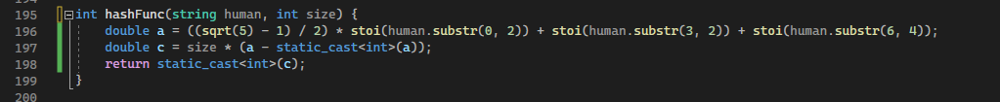 195 int hashFunc(string human, int size) {
196 double a = ((sqrt(5) - 1) / 2) * stoi(human.substr(0, 2)) + stoi(human.substr(3, 2)) + stoi(human.substr(6, 4));
197 double c = size * (a - static_cast<int>(a));
198 return static_cast<int>(c);
199 }
200